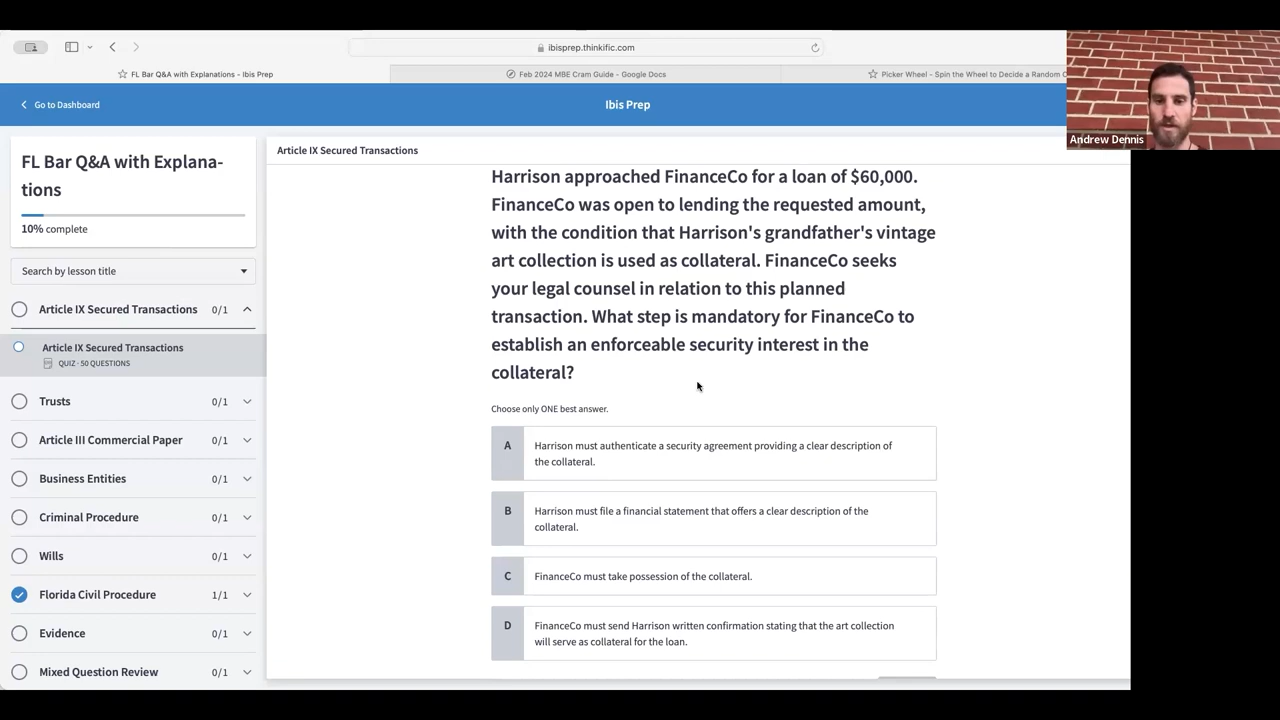 ibisprep.thinkific.com
FL Bar Q&A with Explanations - Ibis Prep
Feb 2024 MBE Cram Guide - Google Docs
Picker Wheel - Spin the Wheel to Decide a Random C
Andrew Dennis
Go to Dashboard
Ibis Prep
FL Bar Q&A with Explana-
tions
10% complete
Search by lesson title
Article IX Secured Transactions 0/1
Article IX Secured Transactions
QUIZ - 50 QUESTIONS
Trusts 0/1
Article III Commercial Paper 0/1
Business Entities 0/1
Criminal Procedure 0/1
Wills 0/1
Florida Civil Procedure 1/1
Evidence 0/1
Mixed Question Review 0/1
Article IX Secured Transactions
Harrison approached FinanceCo for a loan of $60,000.
FinanceCo was open to lending the requested amount,
with the condition that Harrison's grandfather's vintage
art collection is used as collateral. FinanceCo seeks
your legal counsel in relation to this planned
transaction. What step is mandatory for FinanceCo to
establish an enforceable security interest in the
collateral?
Choose only ONE best answer.
A Harrison must authenticate a security agreement providing a clear description of
the collateral.
B Harrison must file a financial statement that offers a clear description of the
collateral.
C FinanceCo must take possession of the collateral.
D FinanceCo must send Harrison written confirmation stating that the art collection
will serve as collateral for the loan.